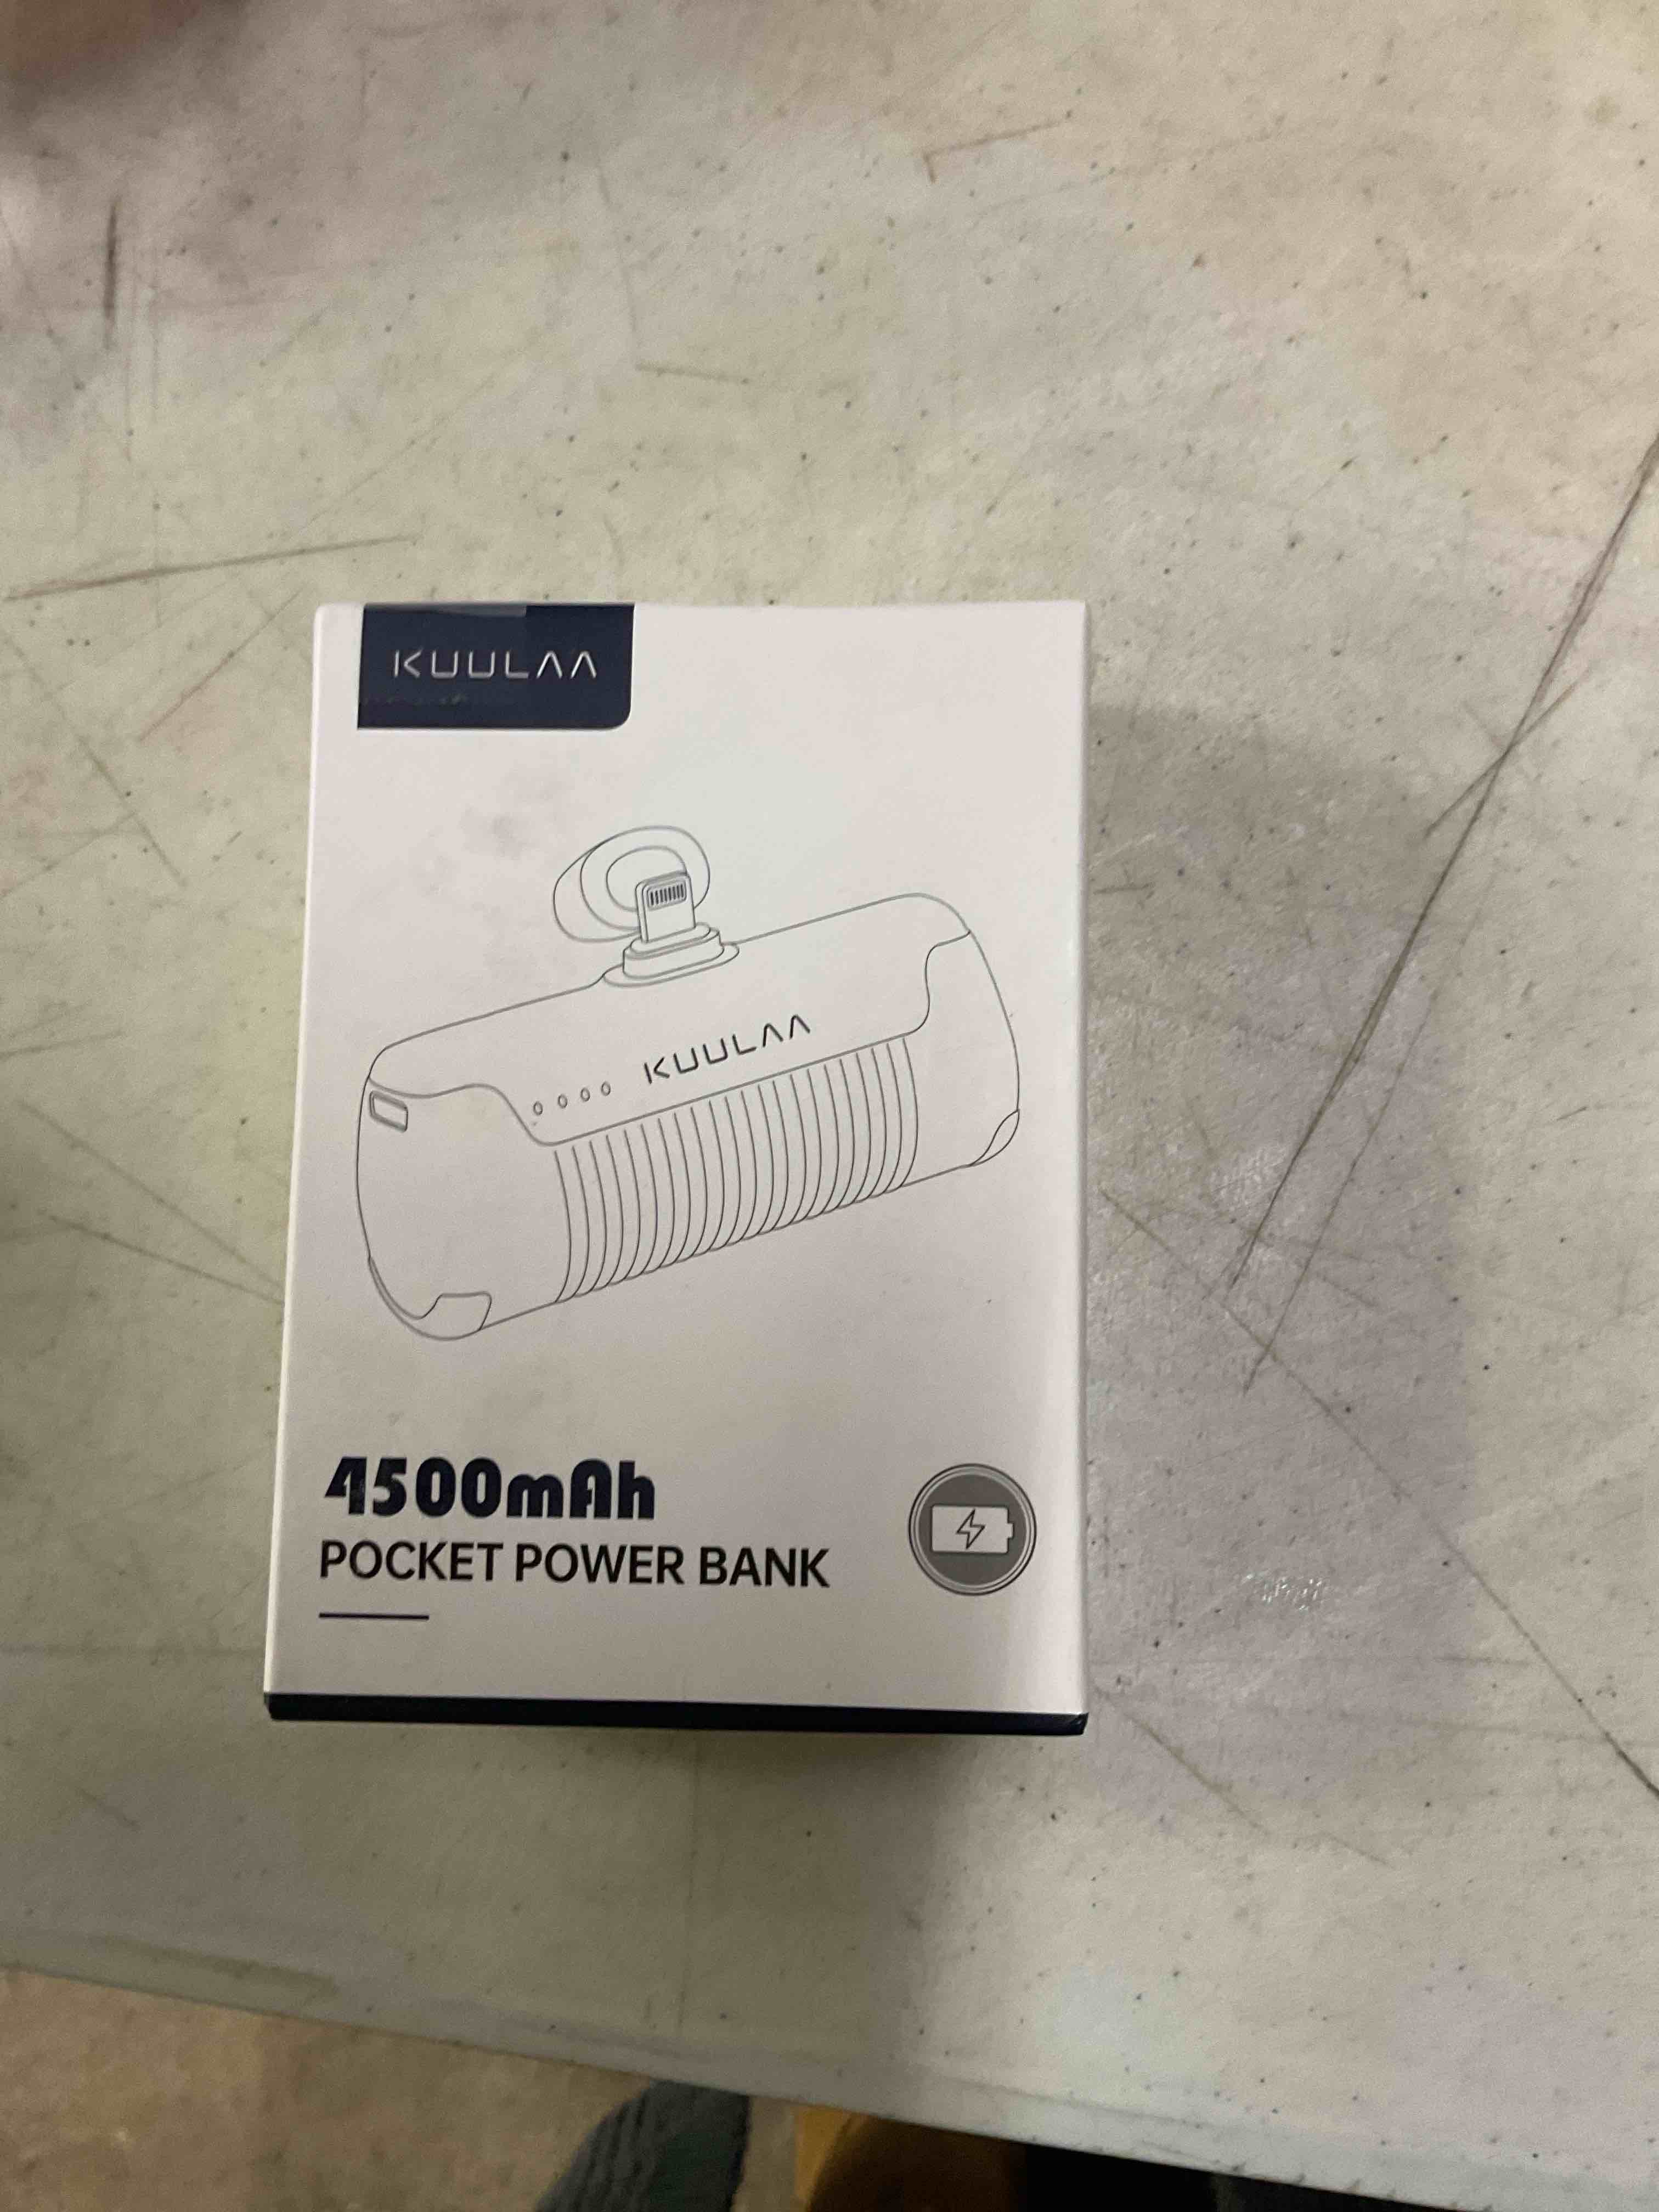 KUULAA
KUULAA
4500mAh
POCKET POWER BANK